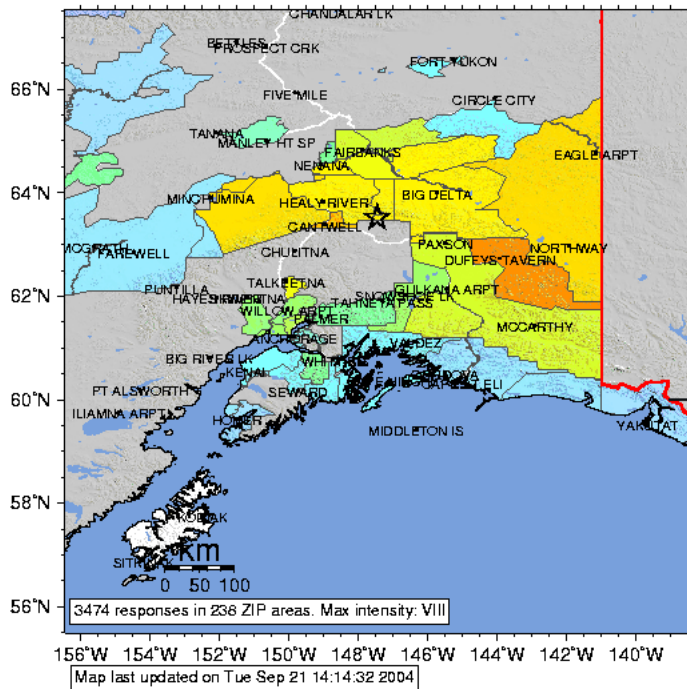 CHANDALAR LK
BETTLES
PROSPECT CRK
66°N
FORT YUKON
FIVE MILE
CIRCLE CITY
TANANA
MANLEY HT SP
FAIRBANKS
EAGLE ARPT
NENANA
64°N
MINCHUMINA
HEALY RIVER
BIG DELTA
CANTWELL
MCGRATH
FAREWELL
CHULITNA
PAXSON
NORTHWAY
DUFEYS TAVERN
PUNTILLA
TALKEETNA
62°N
GULKANA ARPT
WILLOW ARPT
TAHNETA PASS
PALMER
MCCARTHY
ANCHORAGE
VALDEZ
BIG RIVER LK
KENAI
PT ALSWORTH
SEWARD
60°N
ILIAMNA ARPT
HOMER
MIDDLETON IS
YAKUTAT
58°N
KODIAK
km
0 50 100
56°N
3474 responses in 238 ZIP areas. Max intensity: VIII
156°W 154°W 152°W 150°W 148°W 146°W 144°W 142°W 140°W
Map last updated on Tue Sep 21 14:14:32 2004